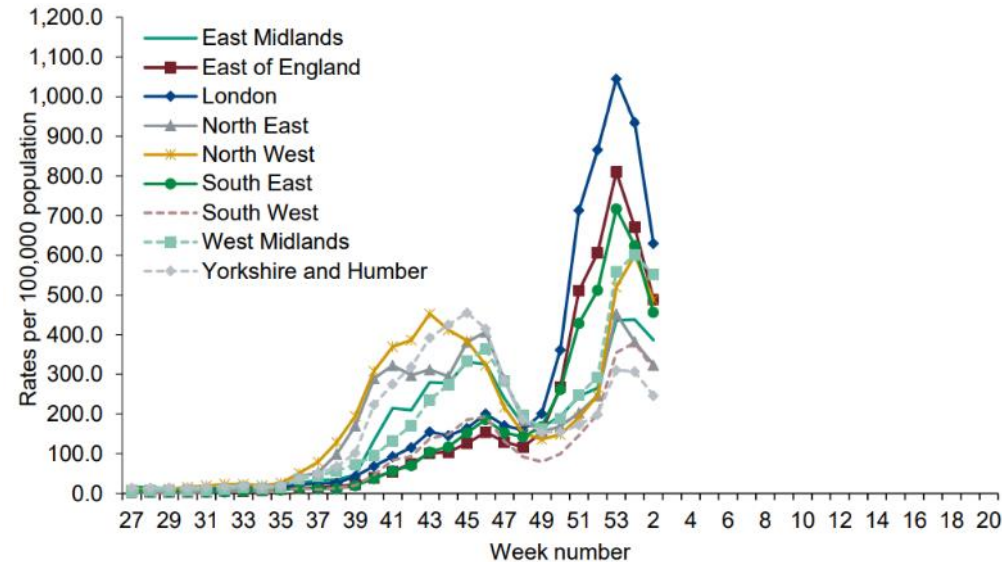 Rates per 100,000 population
1,200.0
1,100.0
1,000.0
900.0
800.0
700.0
600.0
500.0
400.0
300.0
200.0
100.0
0.0
East Midlands
East of England
London
North East
North West
South East
South West
West Midlands
Yorkshire and Humber
27 29 31 33 35 37 39 41 43 45 47 49 51 53 2 4 6 8 10 12 14 16 18 20
Week number